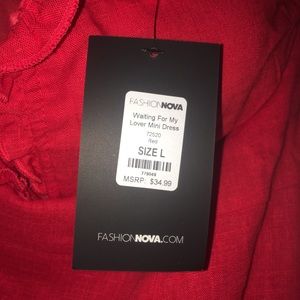 FASHIONNOVA
Waiting For My
Lover Mini Dress
72520
Red
SIZE L
MSRP: $34.99
FASHIONNOVA.COM